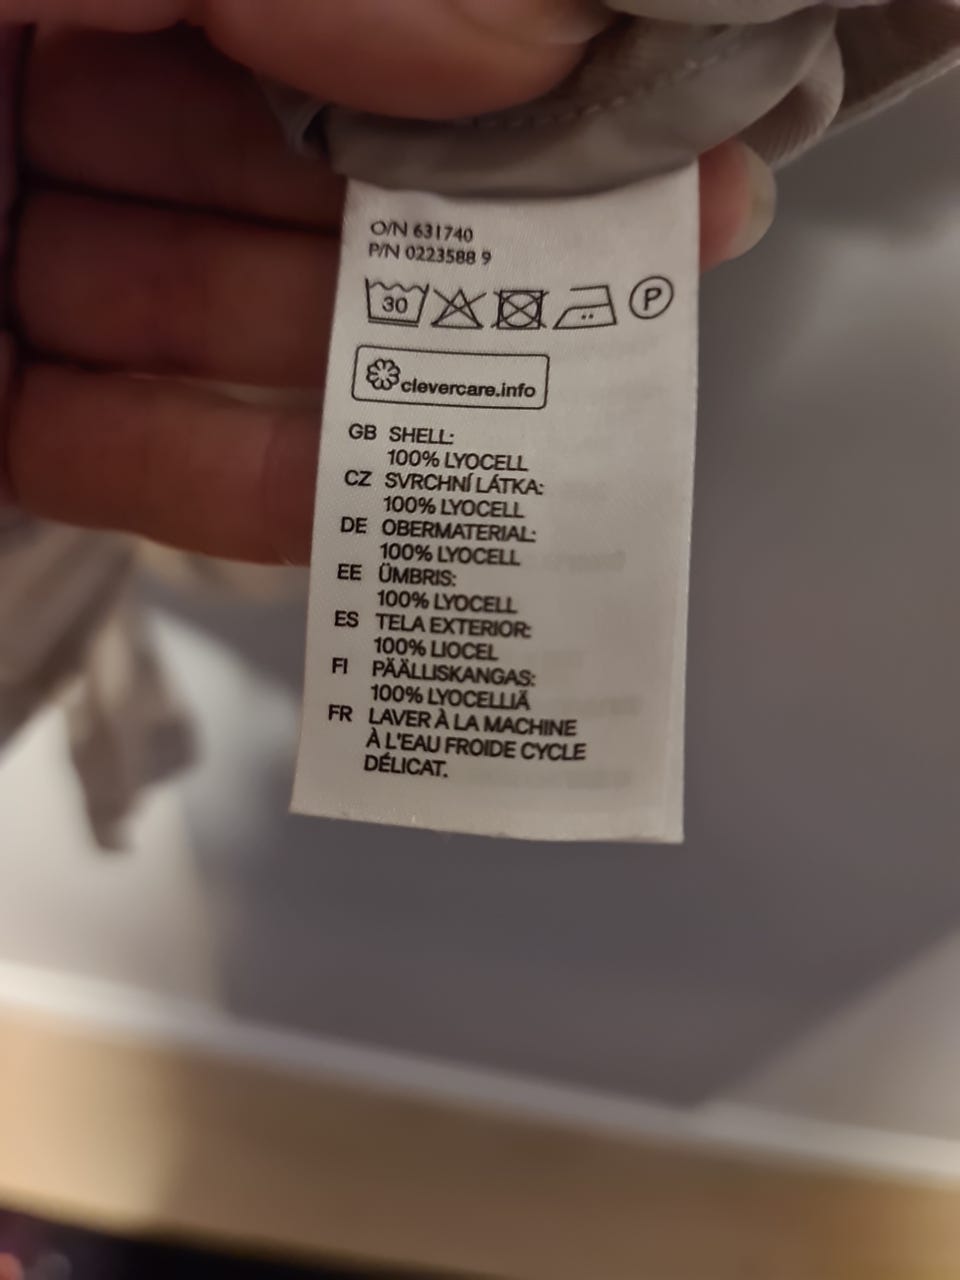 O/N 631740
P/N 0223588 9
30 P
clevercare.info
GB SHELL:
100% LYOCELL
CZ SVRCHNÍ LÁTKA:
100% LYOCELL
DE OBERMATERIAL:
100% LYOCELL
EE ÜMBRIS:
100% LYOCELL
ES TELA EXTERIOR:
100% LIOCEL
FI PÄÄLLISKANGAS:
100% LYOCELLIÄ
FR LAVER À LA MACHINE
À L'EAU FROIDE CYCLE
DÉLICAT.